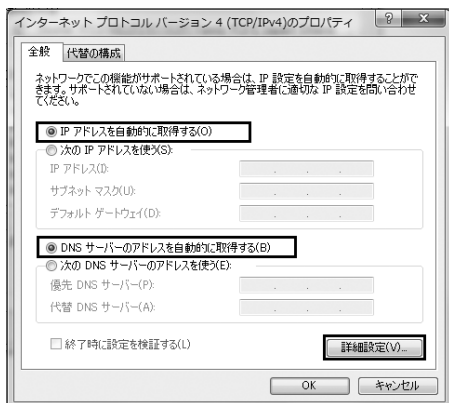 インターネット プロトコル バージョン 4 (TCP/IPv4)のプロパティ
全般
代替の構成
ネットワークでこの機能がサポートされている場合は、IP 設定を自動的に取得することがで
きます。サポートされていない場合は、ネットワーク管理者に適切な IP 設定を問い合わせ
てください。
IP アドレスを自動的に取得する(O)
次の IP アドレスを使う(S):
IP アドレス(I):
サブネット マスク(U):
デフォルト ゲートウェイ(D):
DNS サーバーのアドレスを自動的に取得する(B)
次の DNS サーバーのアドレスを使う(E):
優先 DNS サーバー(P):
代替 DNS サーバー(A):
終了時に設定を検証する(L)
詳細設定(V)...
OK
キャンセル